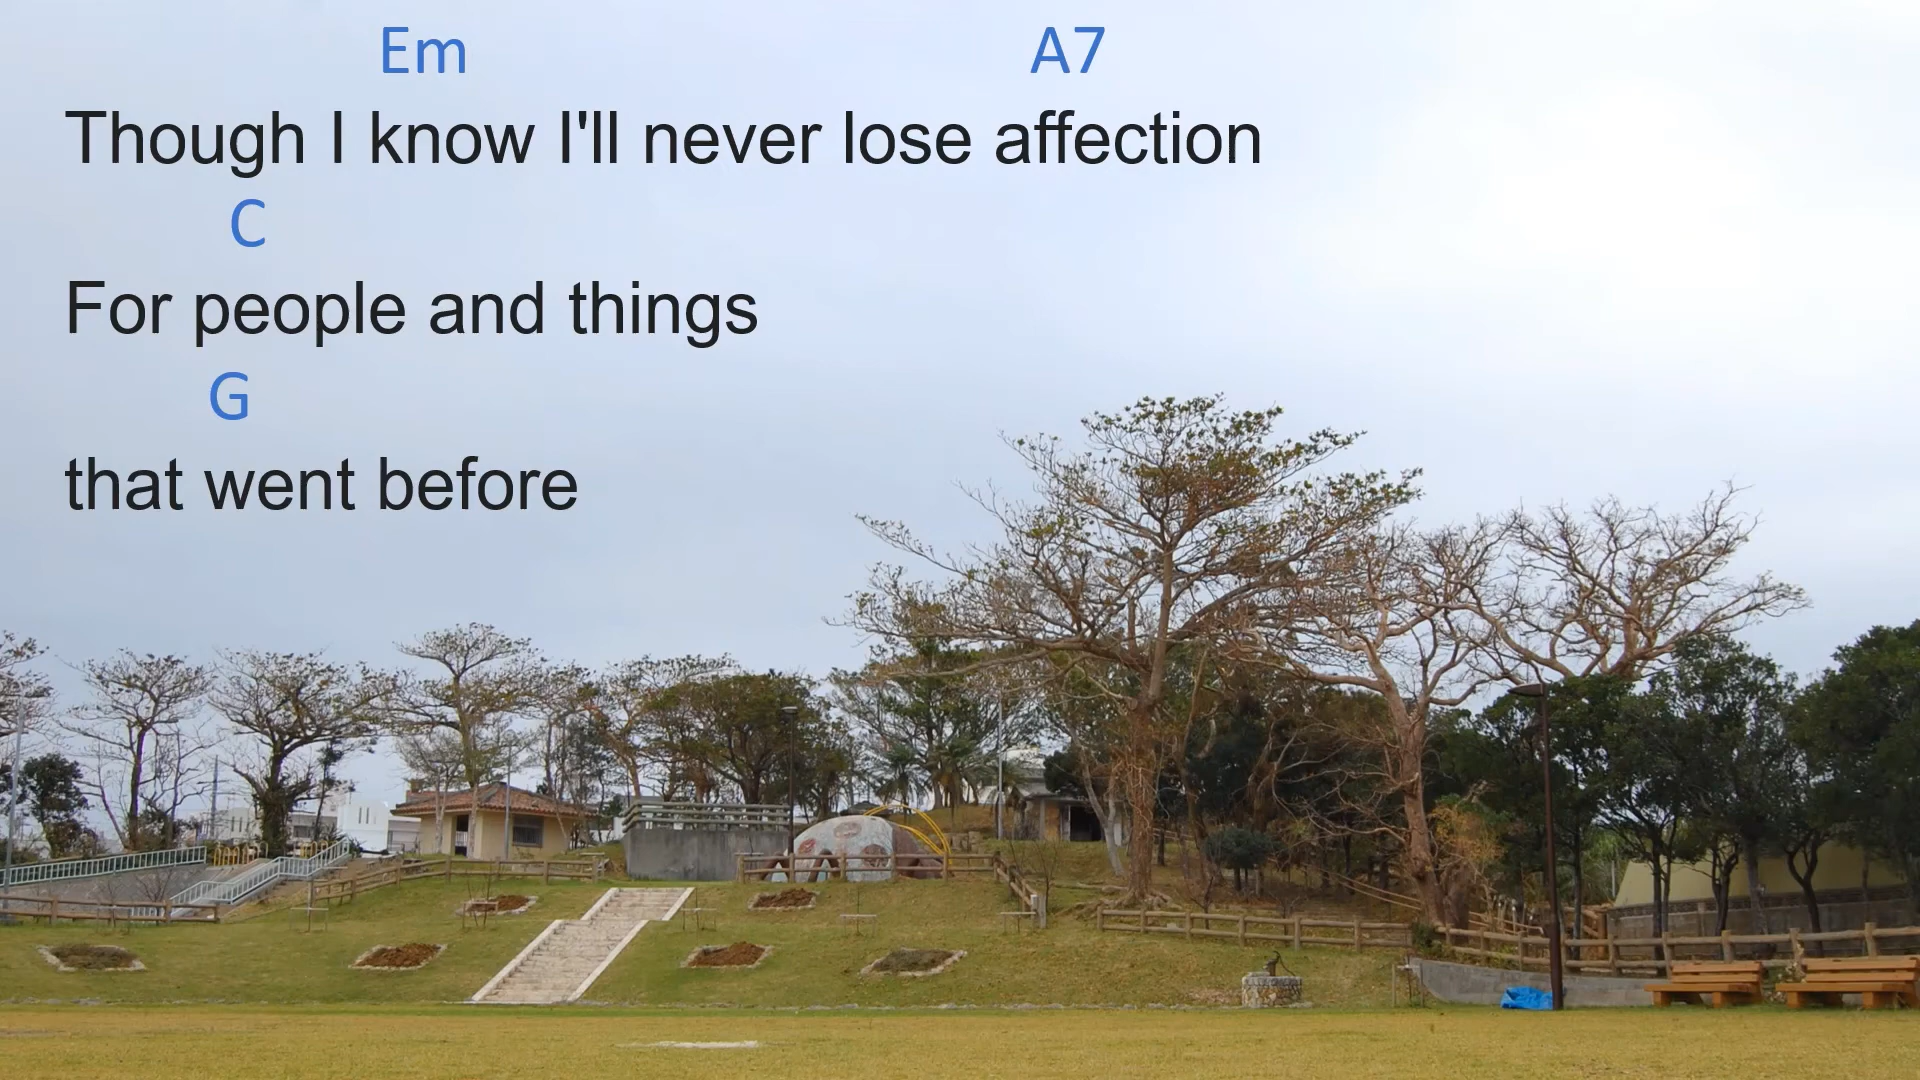 Em A7
Though I know I'll never lose affection
C
For people and things
G
that went before